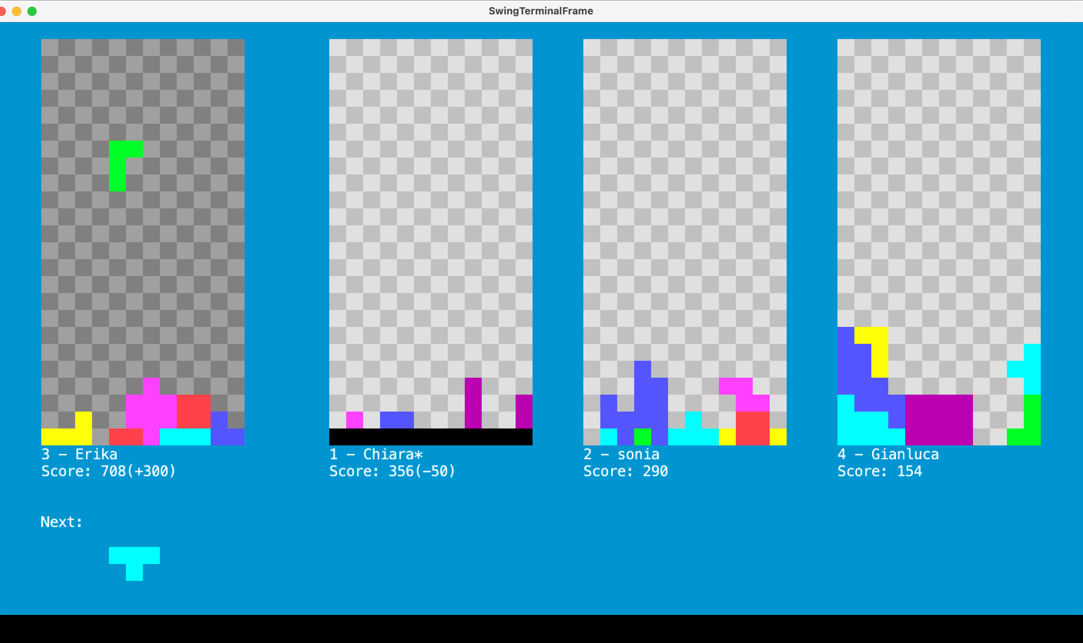 SwingTerminalFrame
3 – Erika
Score: 708(+300)
1 – Chiara*
Score: 356(-50)
2 – sonia
Score: 290
4 – Gianluca
Score: 154
Next: